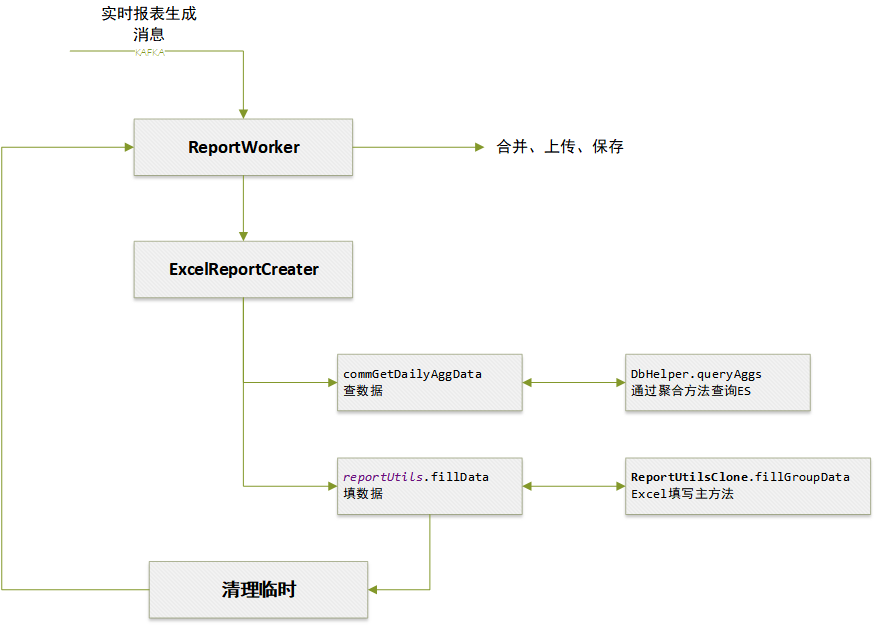 实时报表生成
消息
KAFKA
ReportWorker
合并、上传、保存
ExcelReportCreater
commGetDailyAggData
查数据
DbHelper.queryAggs
通过聚合方法查询ES
reportUtils.fillData
填数据
ReportUtilsClone.fillGroupData
Excel填写主方法
清理临时